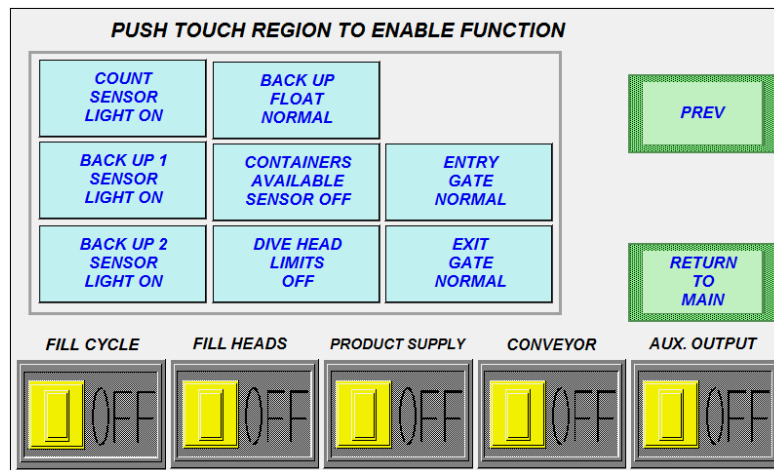 PUSH TOUCH REGION TO ENABLE FUNCTION
COUNT
SENSOR
LIGHT ON
BACK UP
FLOAT
NORMAL
PREV
BACK UP 1
SENSOR
LIGHT ON
CONTAINERS
AVAILABLE
SENSOR OFF
ENTRY
GATE
NORMAL
BACK UP 2
SENSOR
LIGHT ON
DIVE HEAD
LIMITS
OFF
EXIT
GATE
NORMAL
RETURN
TO
MAIN
FILL CYCLE
FILL HEADS
PRODUCT SUPPLY
CONVEYOR
AUX. OUTPUT
OFF
OFF
OFF
OFF
OFF